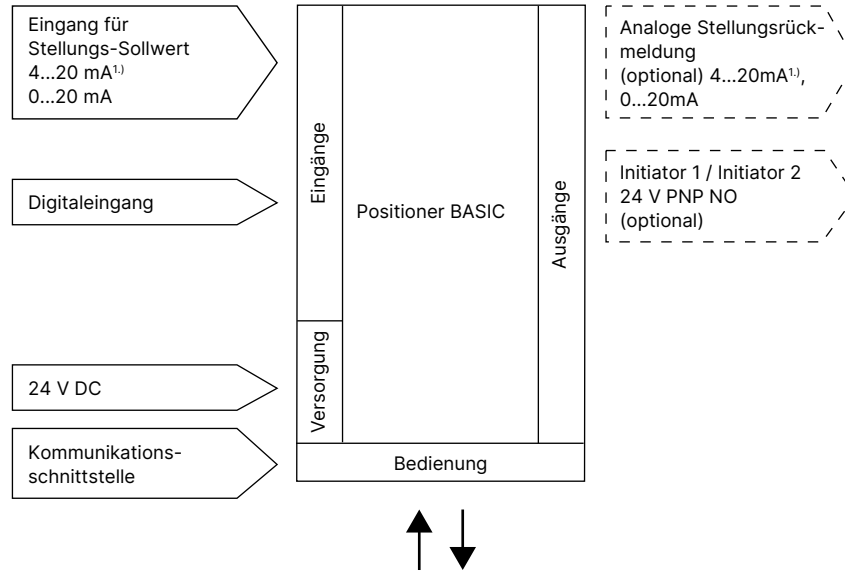 Eingang für
Stellungs-Sollwert
4...20 mA1.)
0...20 mA
Digitaleingang
24 V DC
Kommunikations-
schnittstelle
Eingänge
Versorgung
Positioner BASIC
Ausgänge
Bedienung
Analoge Stellungsrück-
meldung
(optional) 4...20mA1.),
0...20mA
Initiator 1 / Initiator 2
24 V PNP NO
(optional)